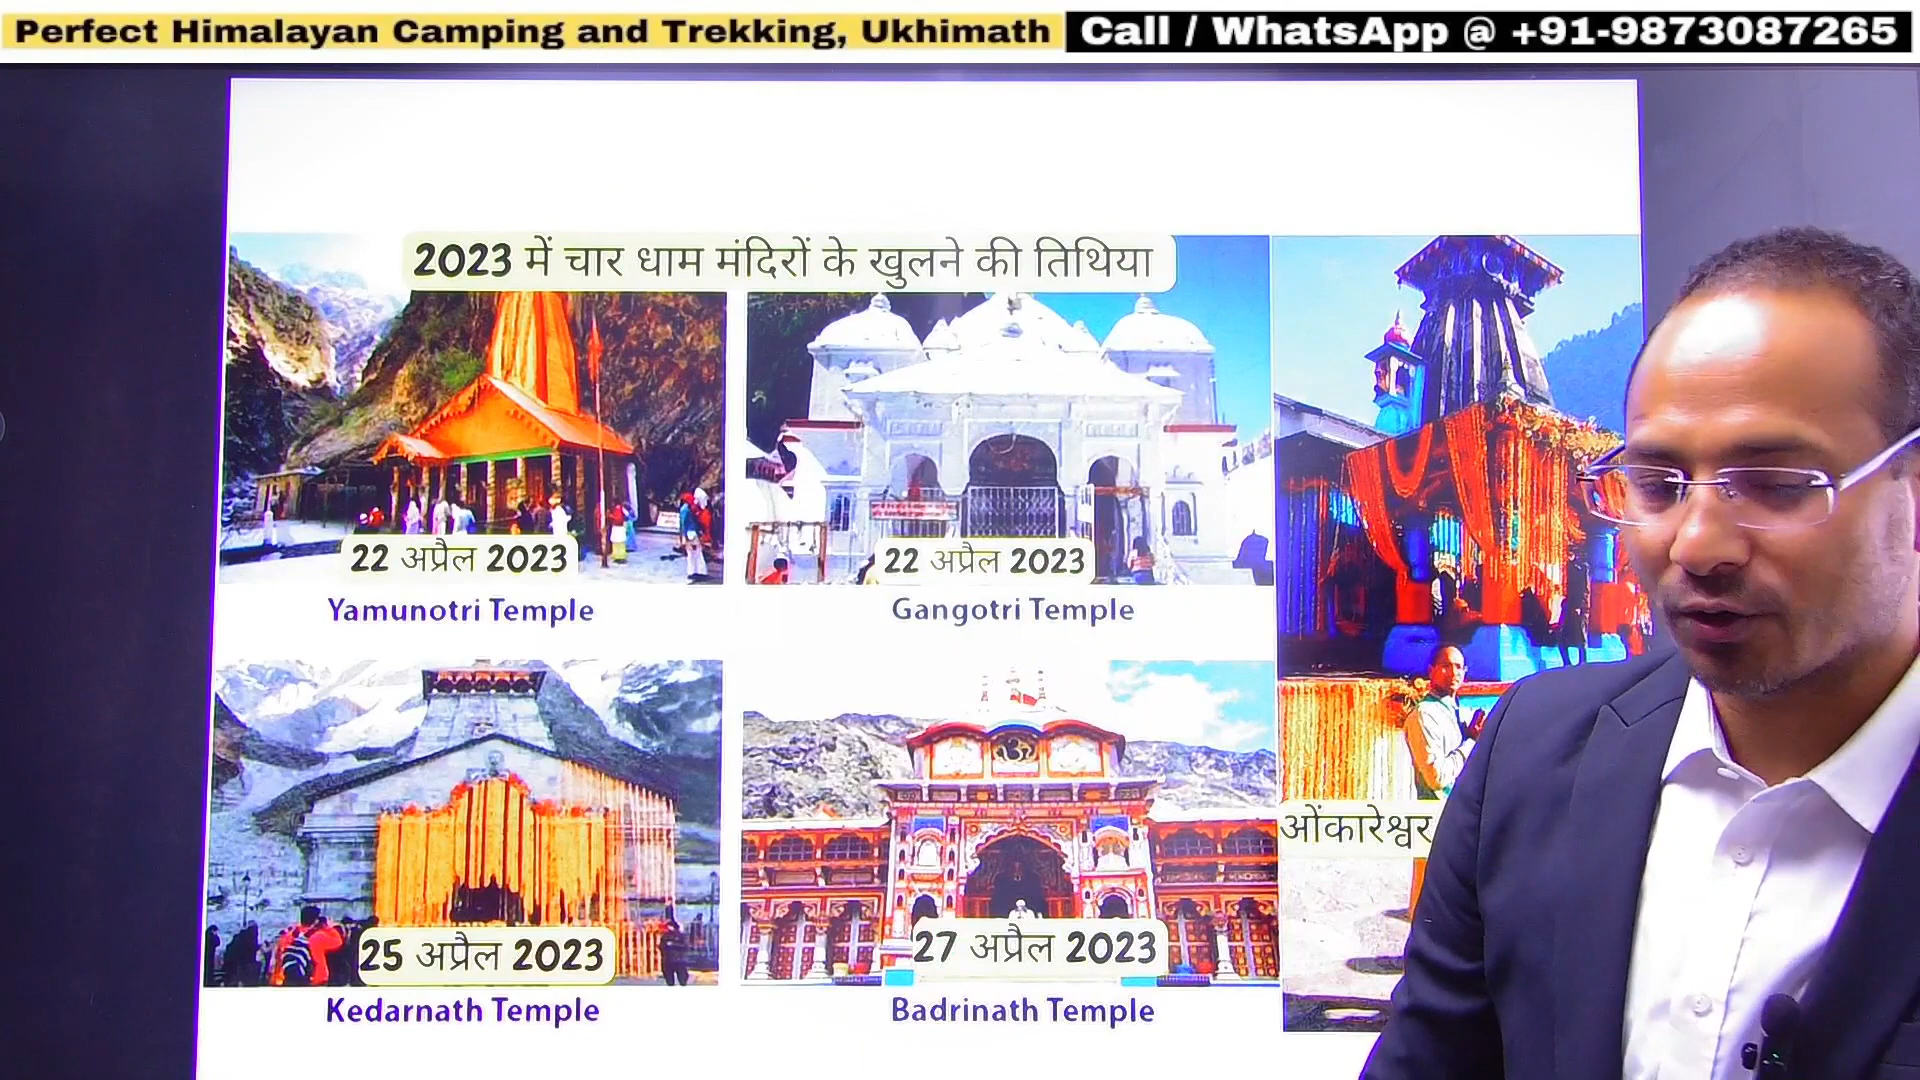 Perfect Himalayan Camping and Trekking, Ukhimath Call / WhatsApp @ +91-9873087265
2023 में चार धाम मंदिरों के खुलने की तिथिया
22 अप्रैल 2023
Yamunotri Temple
22 अप्रैल 2023
Gangotri Temple
25 अप्रैल 2023
Kedarnath Temple
27 अप्रैल 2023
Badrinath Temple
ओंकारेश्वर